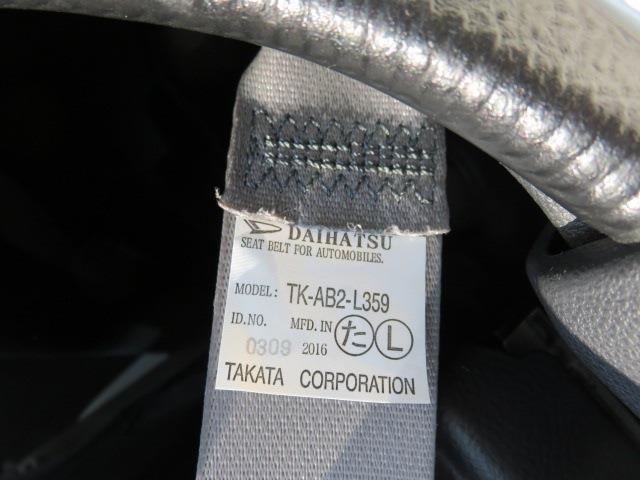 DAIHATSU
SEAT BELT FOR AUTOMOBILES.
MODEL: TK-AB2-L359
ID.NO. MFD. IN た L
0309 2016
TAKATA CORPORATION